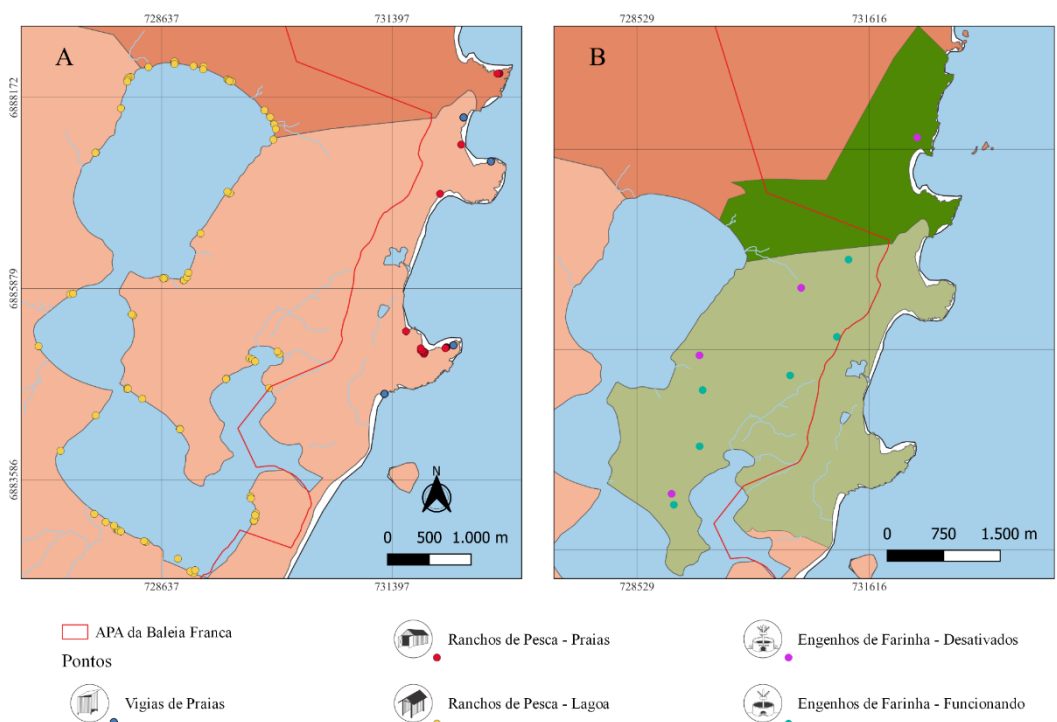 728637 731397
728529 731616
A
B
6888172
6885879
6883586
N
0 500 1.000 m
0 750 1.500 m
728637 731397
728529 731616
APA da Baleia Franca
Pontos
Vigias de Praias
Ranchos de Pesca - Praias
Ranchos de Pesca - Lagoa
Engenhos de Farinha - Desativados
Engenhos de Farinha - Funcionando